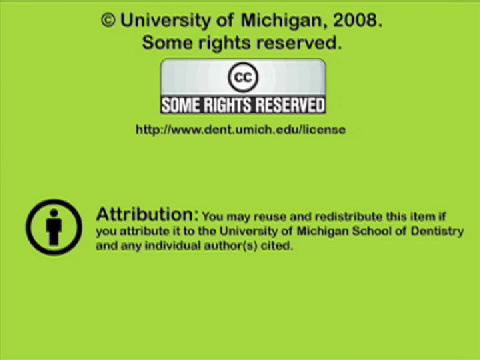 © University of Michigan, 2008.
Some rights reserved.
cc
SOME RIGHTS RESERVED
http://www.dent.umich.edu/license
Attribution: You may reuse and redistribute this item if
you attribute it to the University of Michigan School of Dentistry
and any individual author(s) cited.